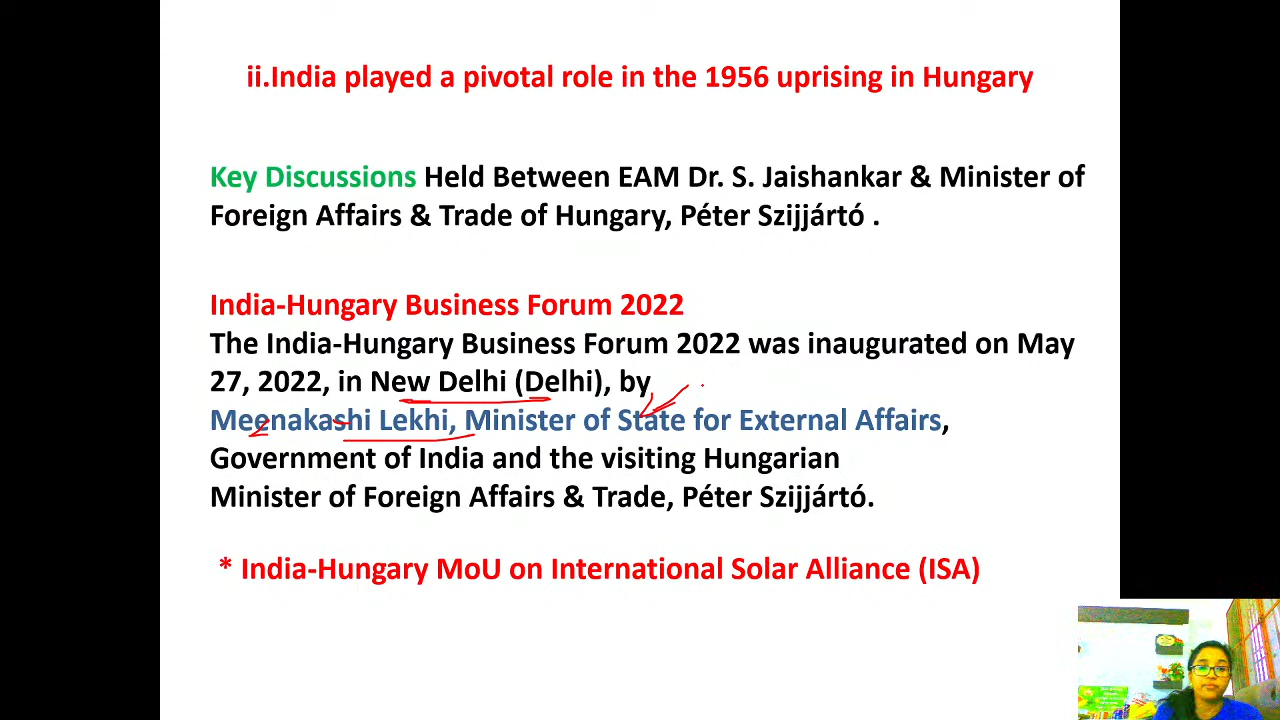 ii.India played a pivotal role in the 1956 uprising in Hungary
Key Discussions Held Between EAM Dr. S. Jaishankar & Minister of
Foreign Affairs & Trade of Hungary, Péter Szijjártó .
India-Hungary Business Forum 2022
The India-Hungary Business Forum 2022 was inaugurated on May
27, 2022, in New Delhi (Delhi), by
Meenakashi Lekhi, Minister of State for External Affairs,
Government of India and the visiting Hungarian
Minister of Foreign Affairs & Trade, Péter Szijjártó.
* India-Hungary MoU on International Solar Alliance (ISA)